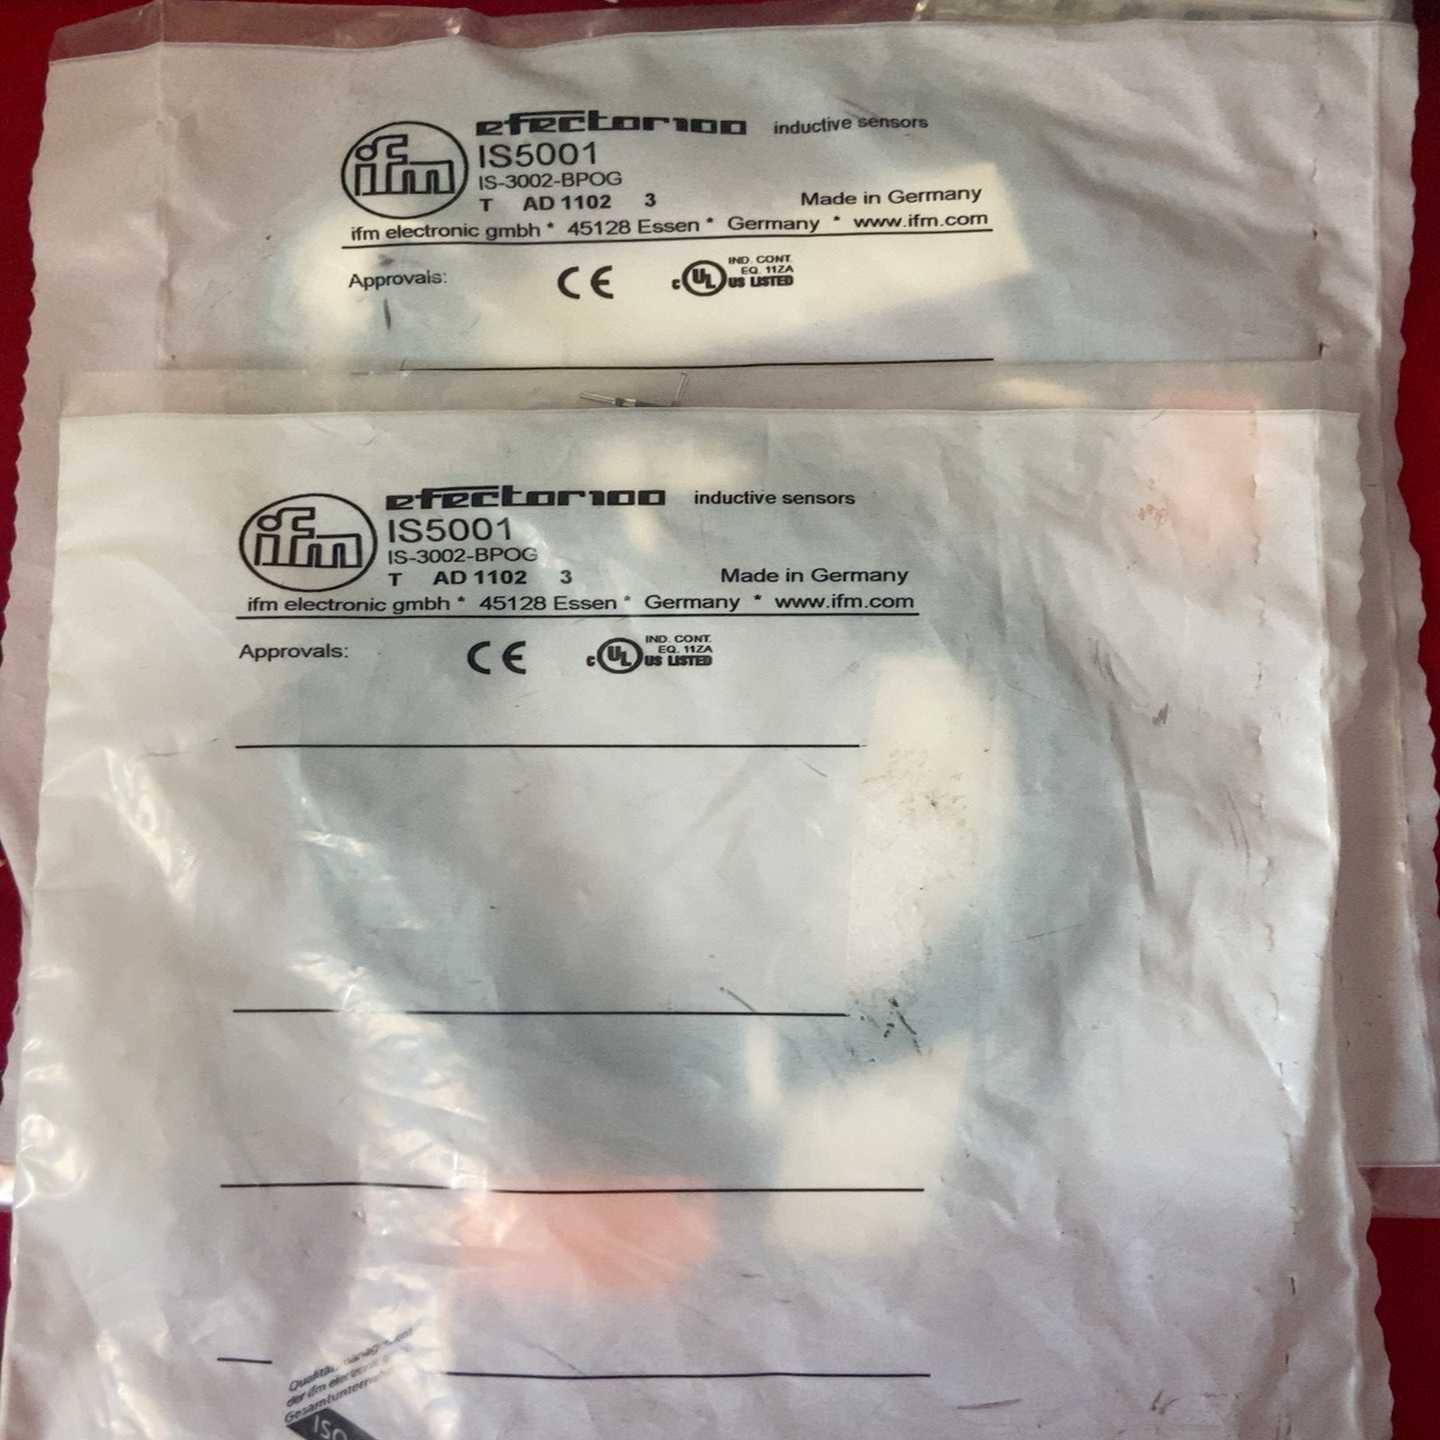 efector100 inductive sensors
ifm
IS5001
IS-3002-BPOG
T AD 1102 3 Made in Germany
ifm electronic gmbh * 45128 Essen * Germany * www.ifm.com
Approvals: CE c UL US LISTED IND. CONT. EQ. 11ZA
efector100 inductive sensors
ifm
IS5001
IS-3002-BPOG
T AD 1102 3 Made in Germany
ifm electronic gmbh * 45128 Essen * Germany * www.ifm.com
Approvals: CE c UL US LISTED IND. CONT. EQ. 11ZA
der ifm
ISO